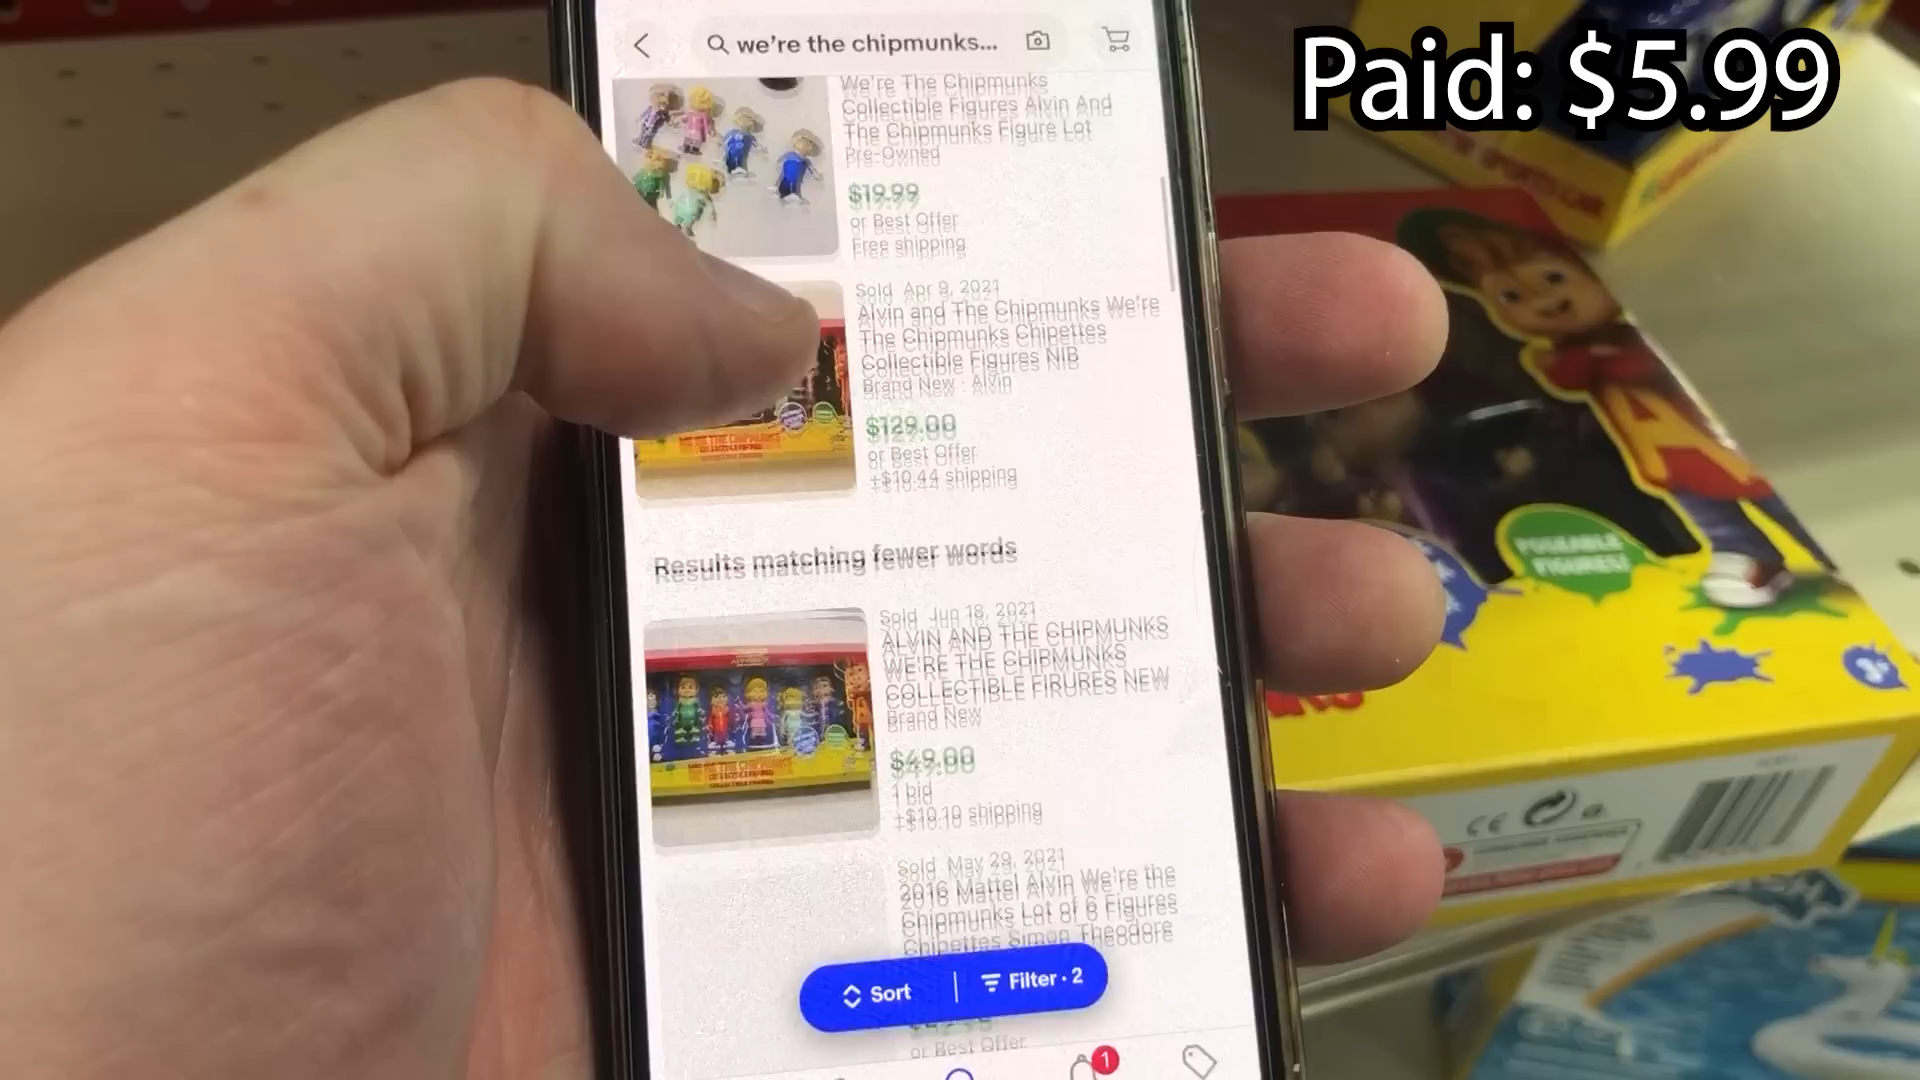 Paid: $5.99
we're the chipmunks...
We're The Chipmunks
Collectible Figures Alvin And
The Chipmunks Figure Lot
Pre-Owned
$19.99
or Best Offer
Free shipping
Sold Apr 9, 2021
Alvin and The Chipmunks We're
The Chipmunks Chipettes
Collectible Figures NIB
Brand New · Alvin
$129.00
or Best Offer
+$10.44 shipping
Results matching fewer words
Sold Jun 18, 2021
ALVIN AND THE CHIPMUNKS
WE'RE THE CHIPMUNKS
COLLECTIBLE FIRURES NEW
Brand New
$49.00
1 bid
+$10.10 shipping
Sold May 29, 2021
2016 Mattel Alvin We're the
Chipmunks Lot of 6 Figures
Chipettes Simon Theodore
Sort
Filter · 2
or Best Offer
1
A
POSEABLE
FIGURES!
3+
CE